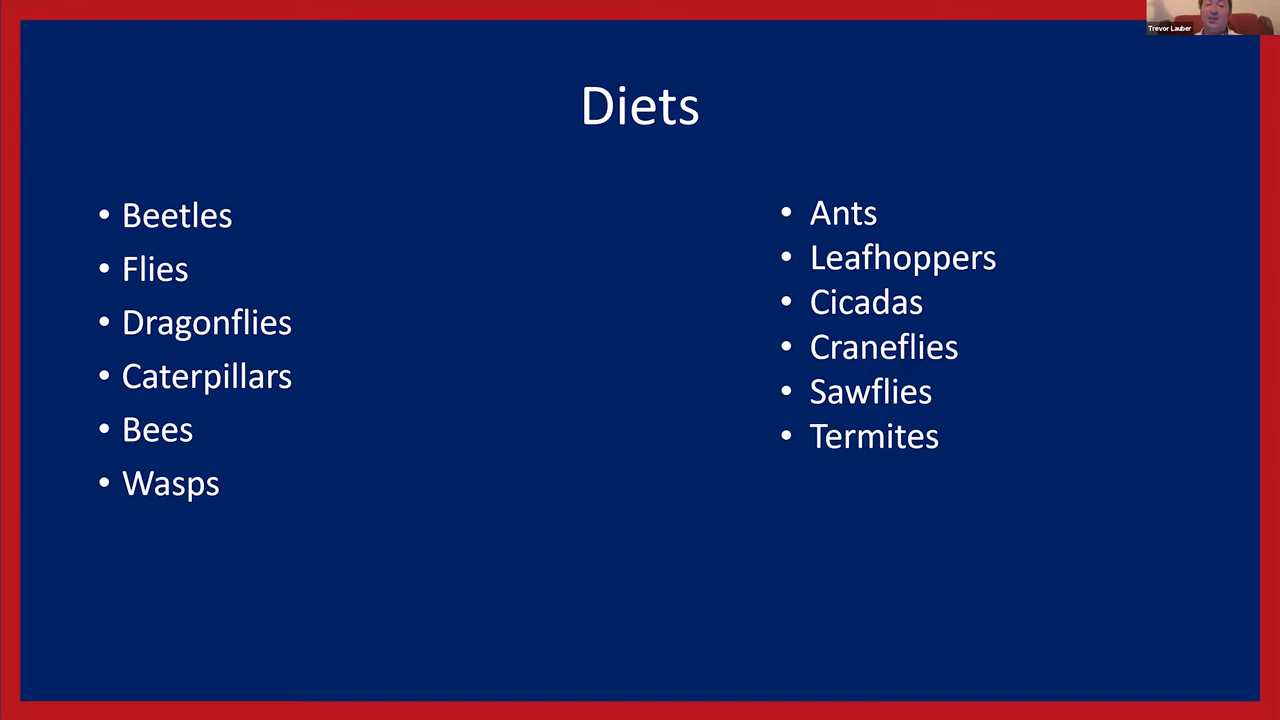 Trevor Lauber
Diets
• Beetles
• Flies
• Dragonflies
• Caterpillars
• Bees
• Wasps
• Ants
• Leafhoppers
• Cicadas
• Craneflies
• Sawflies
• Termites